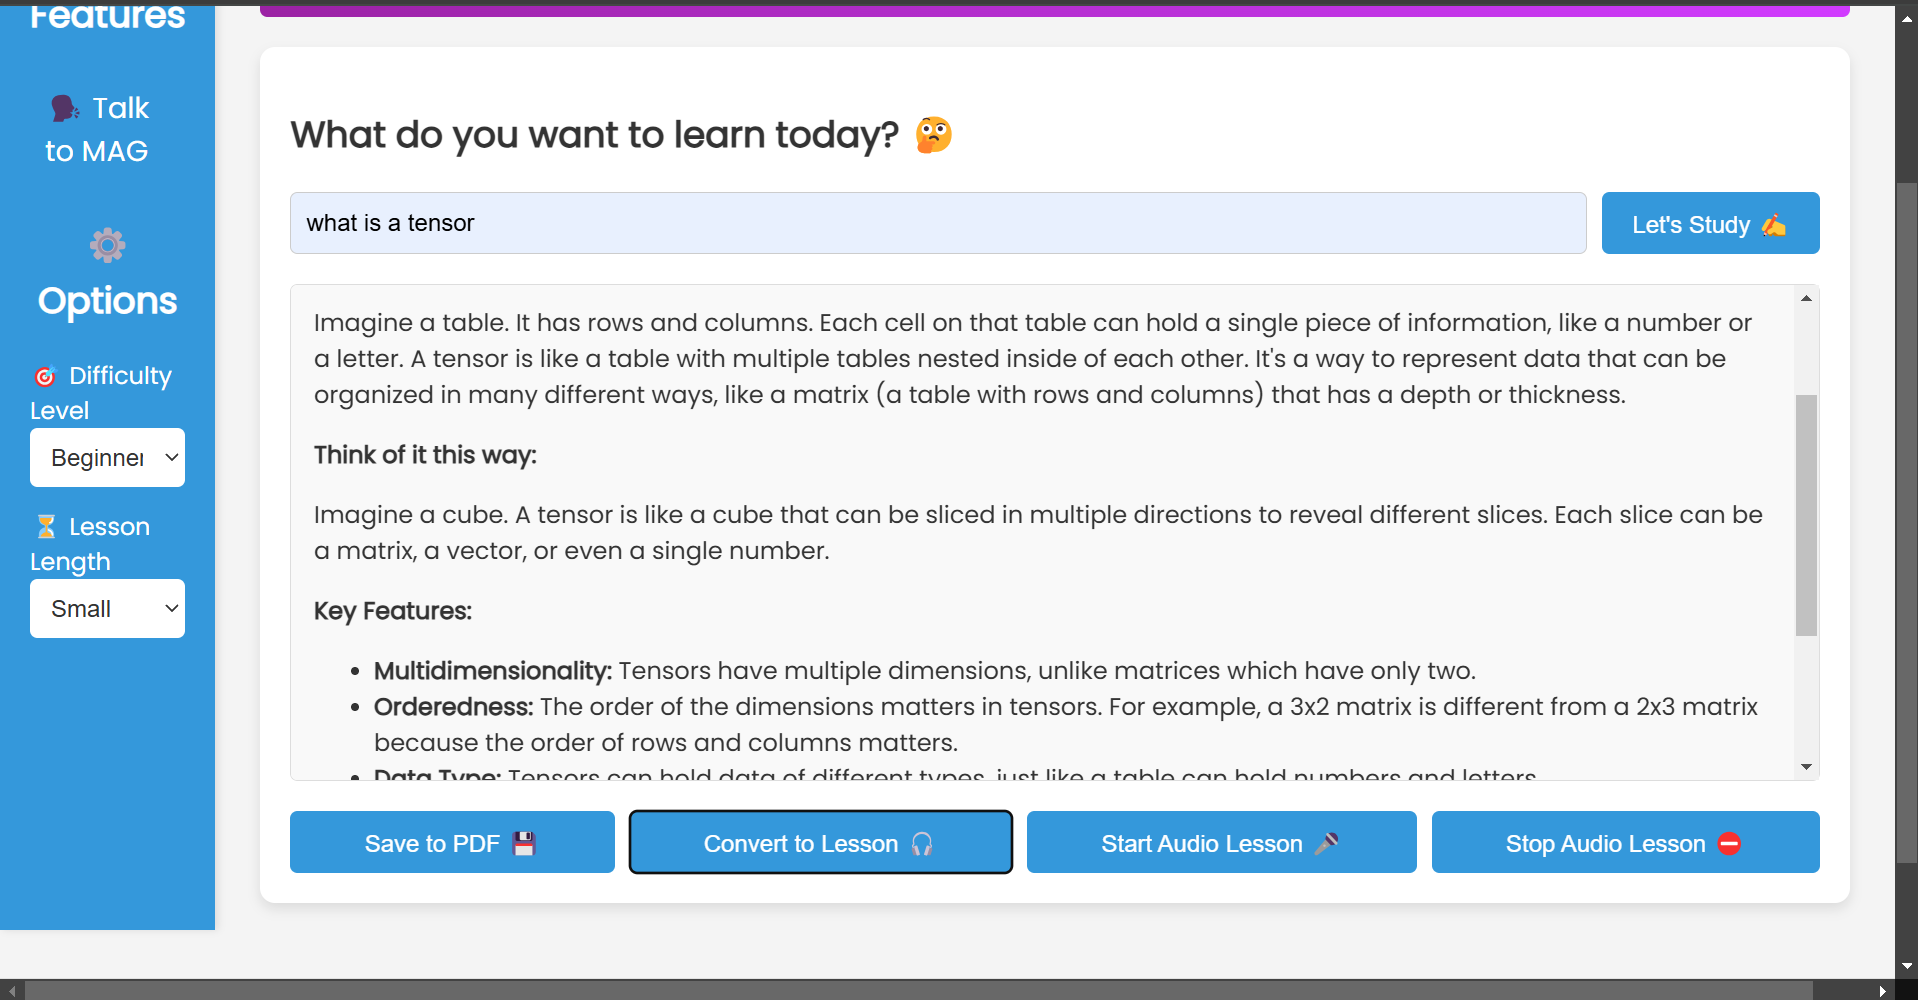 Features
🗣️ Talk
to MAG
⚙️
Options
🎯 Difficulty
Level
Beginner
⏳ Lesson
Length
Small
What do you want to learn today? 🤔
what is a tensor
Let's Study ✍️
Imagine a table. It has rows and columns. Each cell on that table can hold a single piece of information, like a number or
a letter. A tensor is like a table with multiple tables nested inside of each other. It's a way to represent data that can be
organized in many different ways, like a matrix (a table with rows and columns) that has a depth or thickness.
Think of it this way:
Imagine a cube. A tensor is like a cube that can be sliced in multiple directions to reveal different slices. Each slice can be
a matrix, a vector, or even a single number.
Key Features:
• Multidimensionality: Tensors have multiple dimensions, unlike matrices which have only two.
• Orderedness: The order of the dimensions matters in tensors. For example, a 3x2 matrix is different from a 2x3 matrix
because the order of rows and columns matters.
• Data Type: Tensors can hold data of different types, just like a table can hold numbers and letters.
Save to PDF 💾
Convert to Lesson 🎧
Start Audio Lesson 🎤
Stop Audio Lesson ⛔